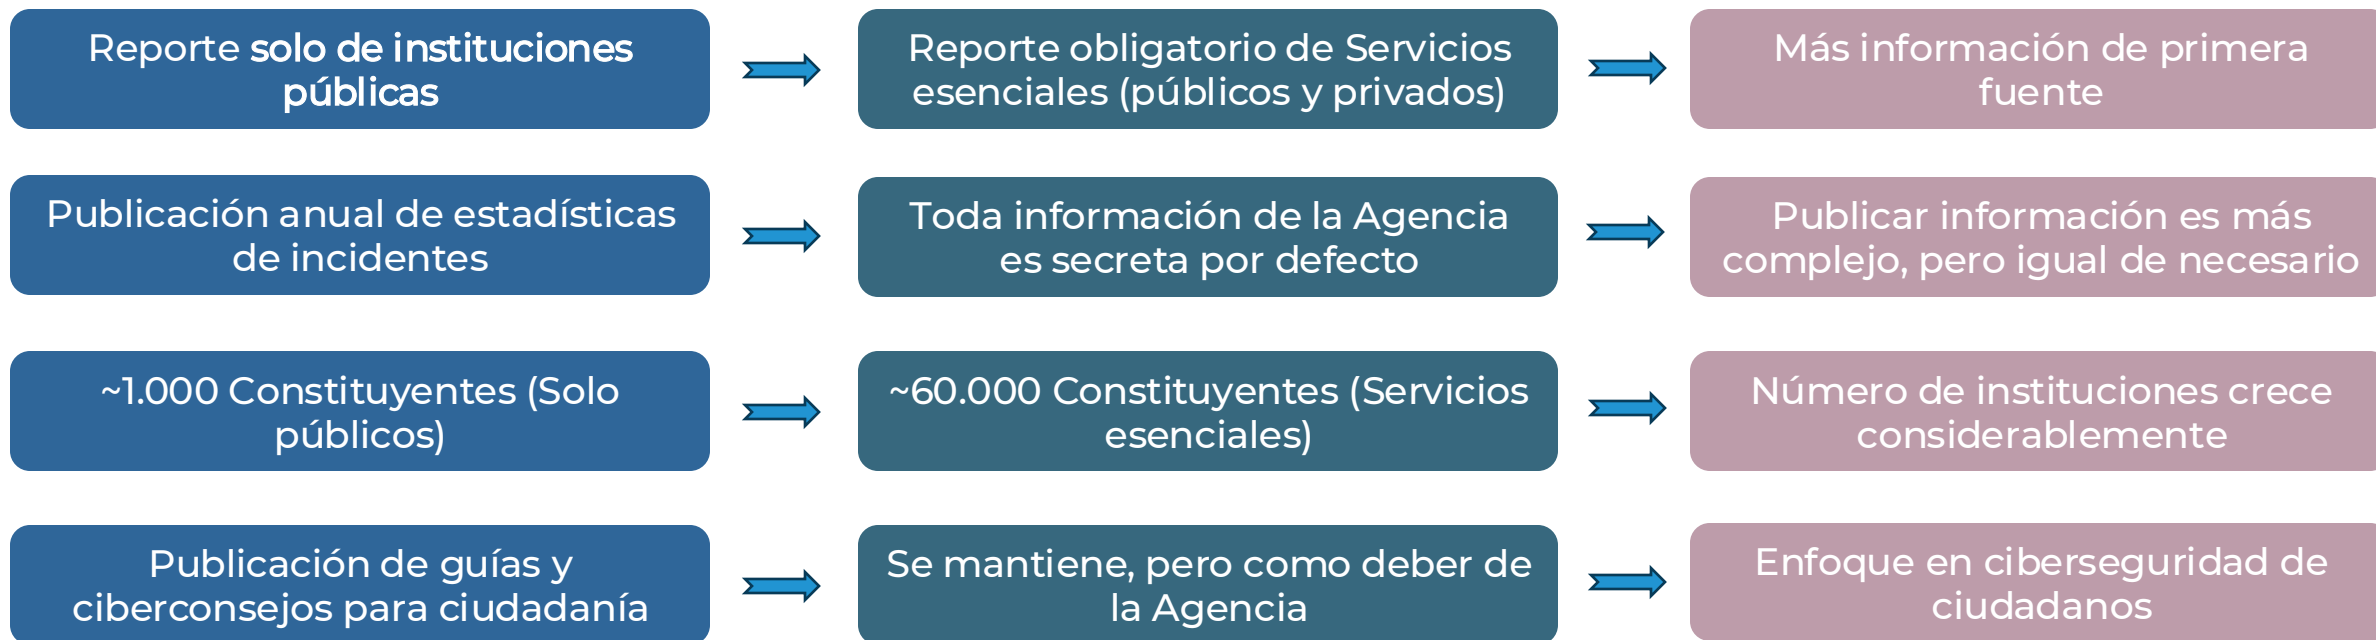 Reporte solo de instituciones
públicas
Reporte obligatorio de Servicios
esenciales (públicos y privados)
Más información de primera
fuente
Publicación anual de estadísticas
de incidentes
Toda información de la Agencia
es secreta por defecto
Publicar información es más
complejo, pero igual de necesario
~1.000 Constituyentes (Solo
públicos)
~60.000 Constituyentes (Servicios
esenciales)
Número de instituciones crece
considerablemente
Publicación de guías y
ciberconsejos para ciudadanía
Se mantiene, pero como deber de
la Agencia
Enfoque en ciberseguridad de
ciudadanos